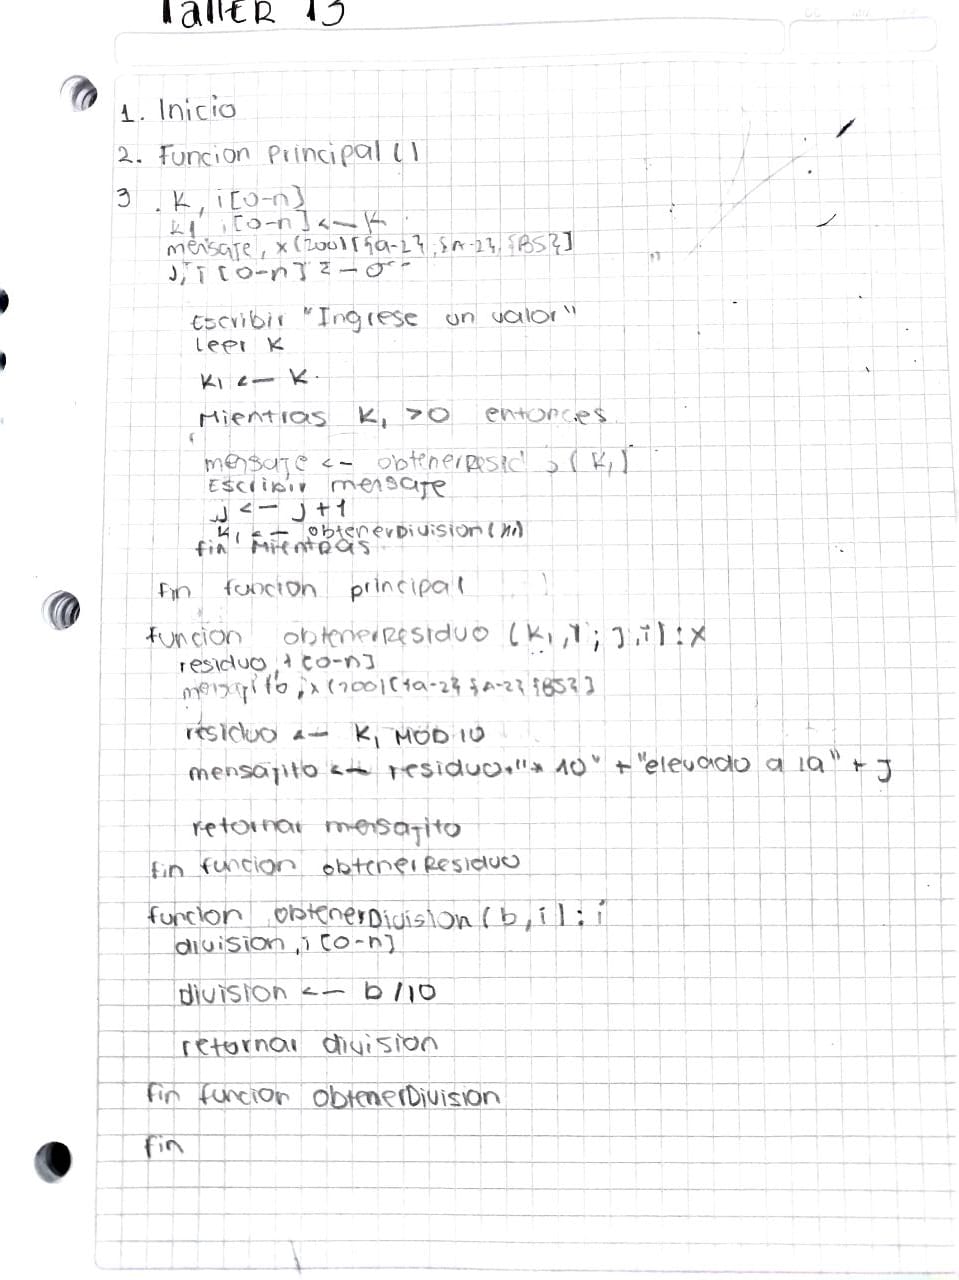 Taller 13
1. Inicio
2. Funcion Principal ()
3. K, i [0-n]
K1, i [0-n] <— K
mensaje, x (200) [{a-z}, {A-Z}, {BS}]
J, i [0-n] <— 0
Escribir "Ingrese un valor"
Leer K
K1 <— K
Mientras K1 >0 entonces
mensaje <— obtenerResid (K1)
Escribir mensaje
J <— J+1
K1 <— obtenerDivision
fin Mientras
fin funcion principal
funcion obtenerResiduo (K1, i; J, i) : x
residuo, i [0-n]
mensajito, x (200) [{a-z} {A-Z} {BS}]
residuo <— K1 MOD 10
mensajito <— residuo + "* 10" + "elevado a la" + J
retornar mensajito
fin funcion obtenerResiduo
funcion obtenerDivision (b, i) : i
division, i [0-n]
division <— b / 10
retornar division
fin funcion obtenerDivision
fin